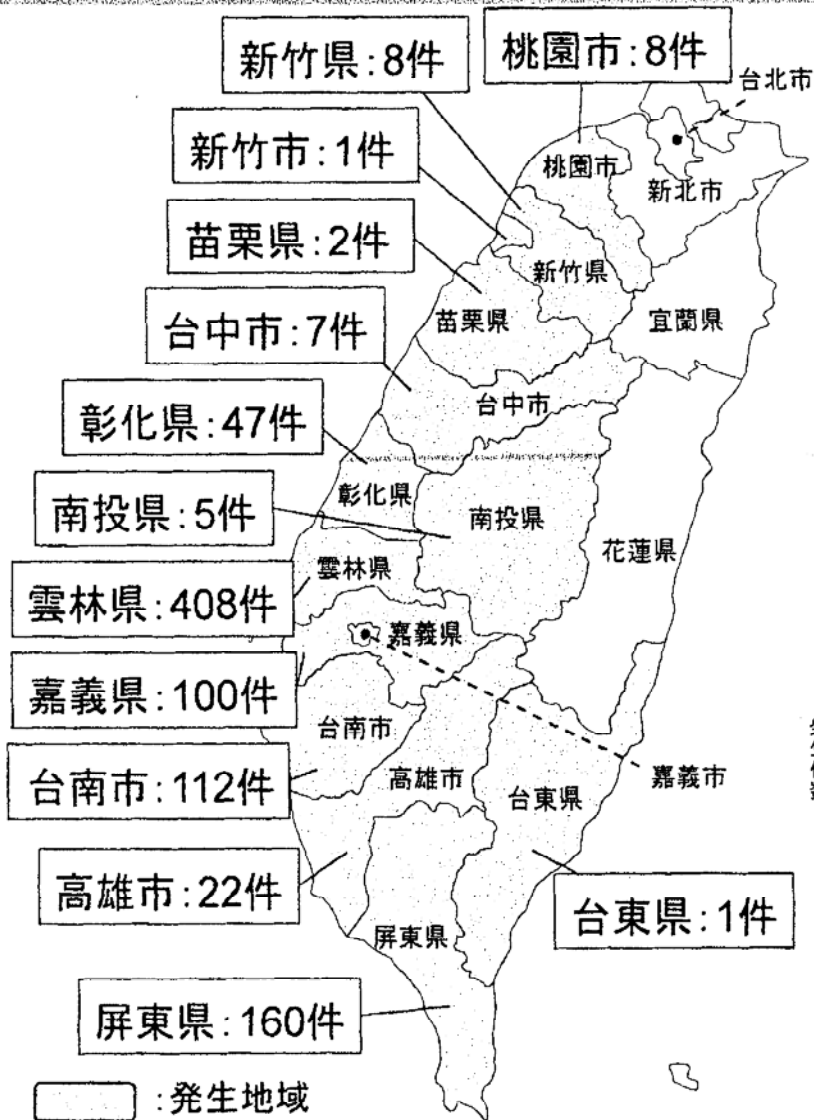 新竹県:8件
桃園市:8件
台北市
新竹市:1件
桃園市
新北市
苗栗県:2件
新竹県
苗栗県
宜蘭県
台中市:7件
台中市
彰化県:47件
彰化県
南投県:5件
南投県
花蓮県
雲林県
雲林県:408件
嘉義県
嘉義県:100件
台南市
台南市:112件
高雄市
嘉義市
台東県
高雄市:22件
台東県:1件
屏東県
屏東県:160件
:発生地域